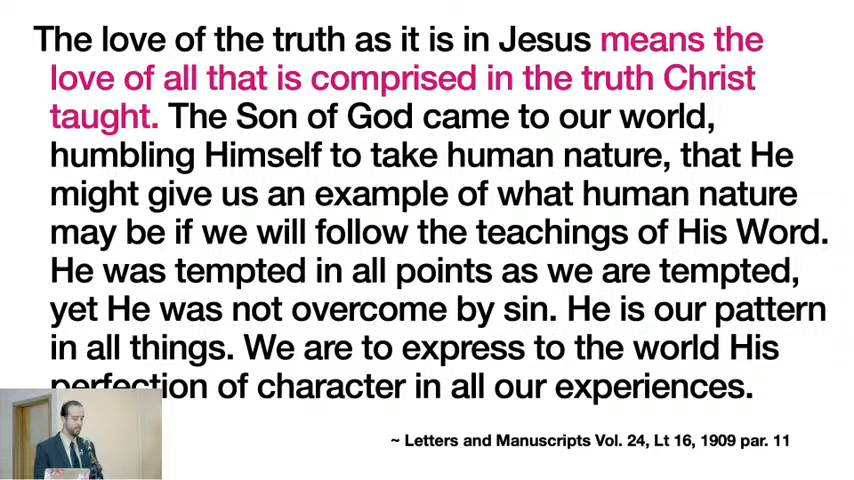 The love of the truth as it is in Jesus means the
love of all that is comprised in the truth Christ
taught. The Son of God came to our world,
humbling Himself to take human nature, that He
might give us an example of what human nature
may be if we will follow the teachings of His Word.
He was tempted in all points as we are tempted,
yet He was not overcome by sin. He is our pattern
in all things. We are to express to the world His
perfection of character in all our experiences.
~ Letters and Manuscripts Vol. 24, Lt 16, 1909 par. 11